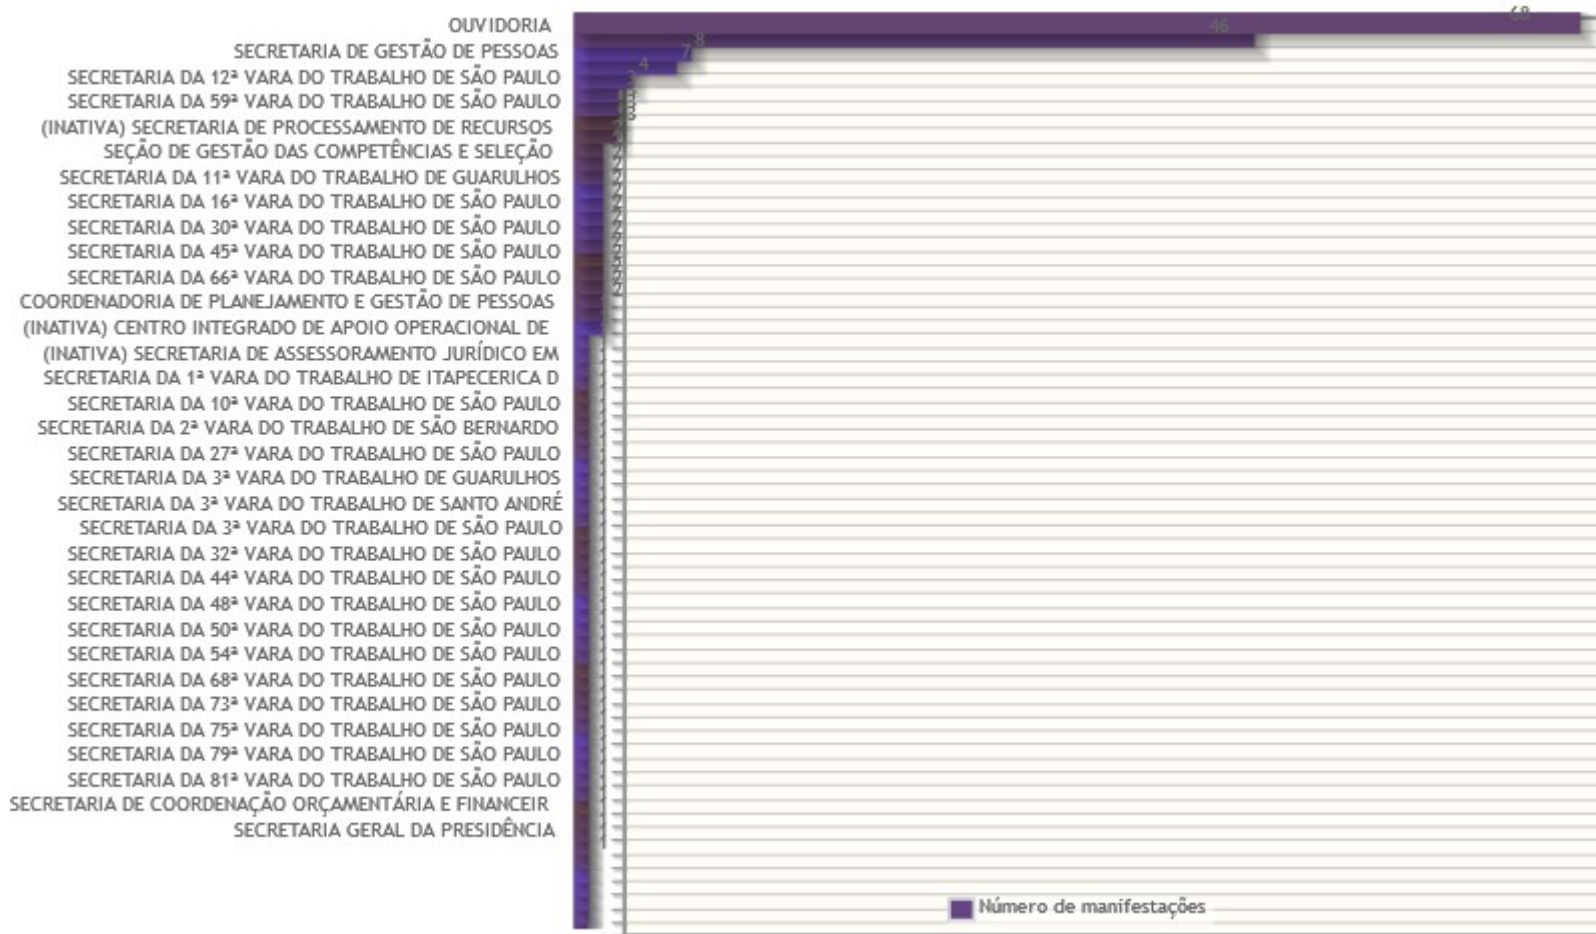 OUVIDORIA
68
46
8
SECRETARIA DE GESTÃO DE PESSOAS
7
4
SECRETARIA DA 12ª VARA DO TRABALHO DE SÃO PAULO
SECRETARIA DA 59ª VARA DO TRABALHO DE SÃO PAULO
3
(INATIVA) SECRETARIA DE PROCESSAMENTO DE RECURSOS
SEÇÃO DE GESTÃO DAS COMPETÊNCIAS E SELEÇÃO
2
SECRETARIA DA 11ª VARA DO TRABALHO DE GUARULHOS
2
SECRETARIA DA 16ª VARA DO TRABALHO DE SÃO PAULO
2
SECRETARIA DA 30ª VARA DO TRABALHO DE SÃO PAULO
2
SECRETARIA DA 45ª VARA DO TRABALHO DE SÃO PAULO
SECRETARIA DA 66ª VARA DO TRABALHO DE SÃO PAULO
2
COORDENADORIA DE PLANEJAMENTO E GESTÃO DE PESSOAS
(INATIVA) CENTRO INTEGRADO DE APOIO OPERACIONAL DE
(INATIVA) SECRETARIA DE ASSESSORAMENTO JURÍDICO EM
SECRETARIA DA 1ª VARA DO TRABALHO DE ITAPECERICA D
SECRETARIA DA 10ª VARA DO TRABALHO DE SÃO PAULO
SECRETARIA DA 2ª VARA DO TRABALHO DE SÃO BERNARDO
SECRETARIA DA 27ª VARA DO TRABALHO DE SÃO PAULO
SECRETARIA DA 3ª VARA DO TRABALHO DE GUARULHOS
SECRETARIA DA 3ª VARA DO TRABALHO DE SANTO ANDRÉ
SECRETARIA DA 3ª VARA DO TRABALHO DE SÃO PAULO
SECRETARIA DA 32ª VARA DO TRABALHO DE SÃO PAULO
SECRETARIA DA 44ª VARA DO TRABALHO DE SÃO PAULO
SECRETARIA DA 48ª VARA DO TRABALHO DE SÃO PAULO
SECRETARIA DA 50ª VARA DO TRABALHO DE SÃO PAULO
SECRETARIA DA 54ª VARA DO TRABALHO DE SÃO PAULO
SECRETARIA DA 68ª VARA DO TRABALHO DE SÃO PAULO
SECRETARIA DA 73ª VARA DO TRABALHO DE SÃO PAULO
SECRETARIA DA 75ª VARA DO TRABALHO DE SÃO PAULO
SECRETARIA DA 79ª VARA DO TRABALHO DE SÃO PAULO
SECRETARIA DA 81ª VARA DO TRABALHO DE SÃO PAULO
SECRETARIA DE COORDENAÇÃO ORÇAMENTÁRIA E FINANCEIR
SECRETARIA GERAL DA PRESIDÊNCIA
Número de manifestações